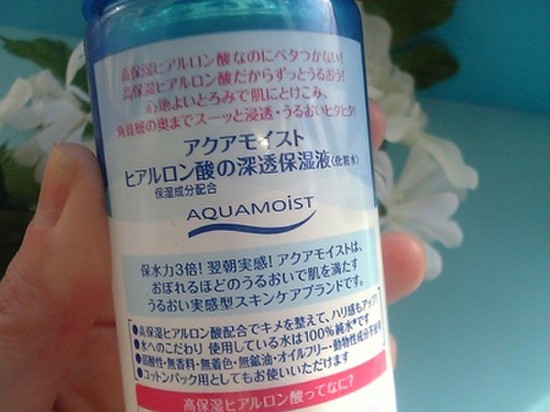 高保湿ヒアルロン酸なのにベタつかない!
高保湿ヒアルロン酸だからずっとうるおう!
心地よいとろみで肌にとけこみ、
角質層の奥までスーッと浸透・うるおいヒタヒタ!
アクアモイスト
ヒアルロン酸の深透保湿液〈化粧水〉
保湿成分配合
AQUAMOiST
保水力3倍! 翌朝実感! アクアモイストは、
おぼれるほどのうるおいで肌を満たす
うるおい実感型スキンケアブランドです。
●高保湿ヒアルロン酸配合でキメを整えて、ハリ感もアップ!
●水へのこだわり 使用している水は100%純水*です
●弱酸性・無香料・無着色・無鉱油・オイルフリー・動物性成分不使用
●コットンパック用としてもお使いいただけます
高保湿ヒアルロン酸ってなに?